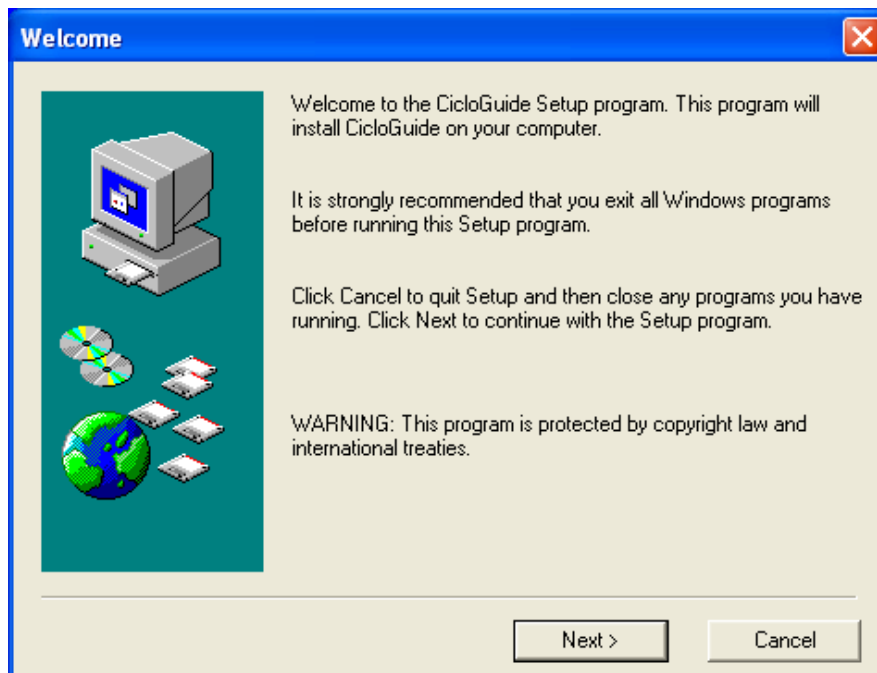 Welcome
Welcome to the CicloGuide Setup program. This program will
install CicloGuide on your computer.
It is strongly recommended that you exit all Windows programs
before running this Setup program.
Click Cancel to quit Setup and then close any programs you have
running. Click Next to continue with the Setup program.
WARNING: This program is protected by copyright law and
international treaties.
Next >
Cancel